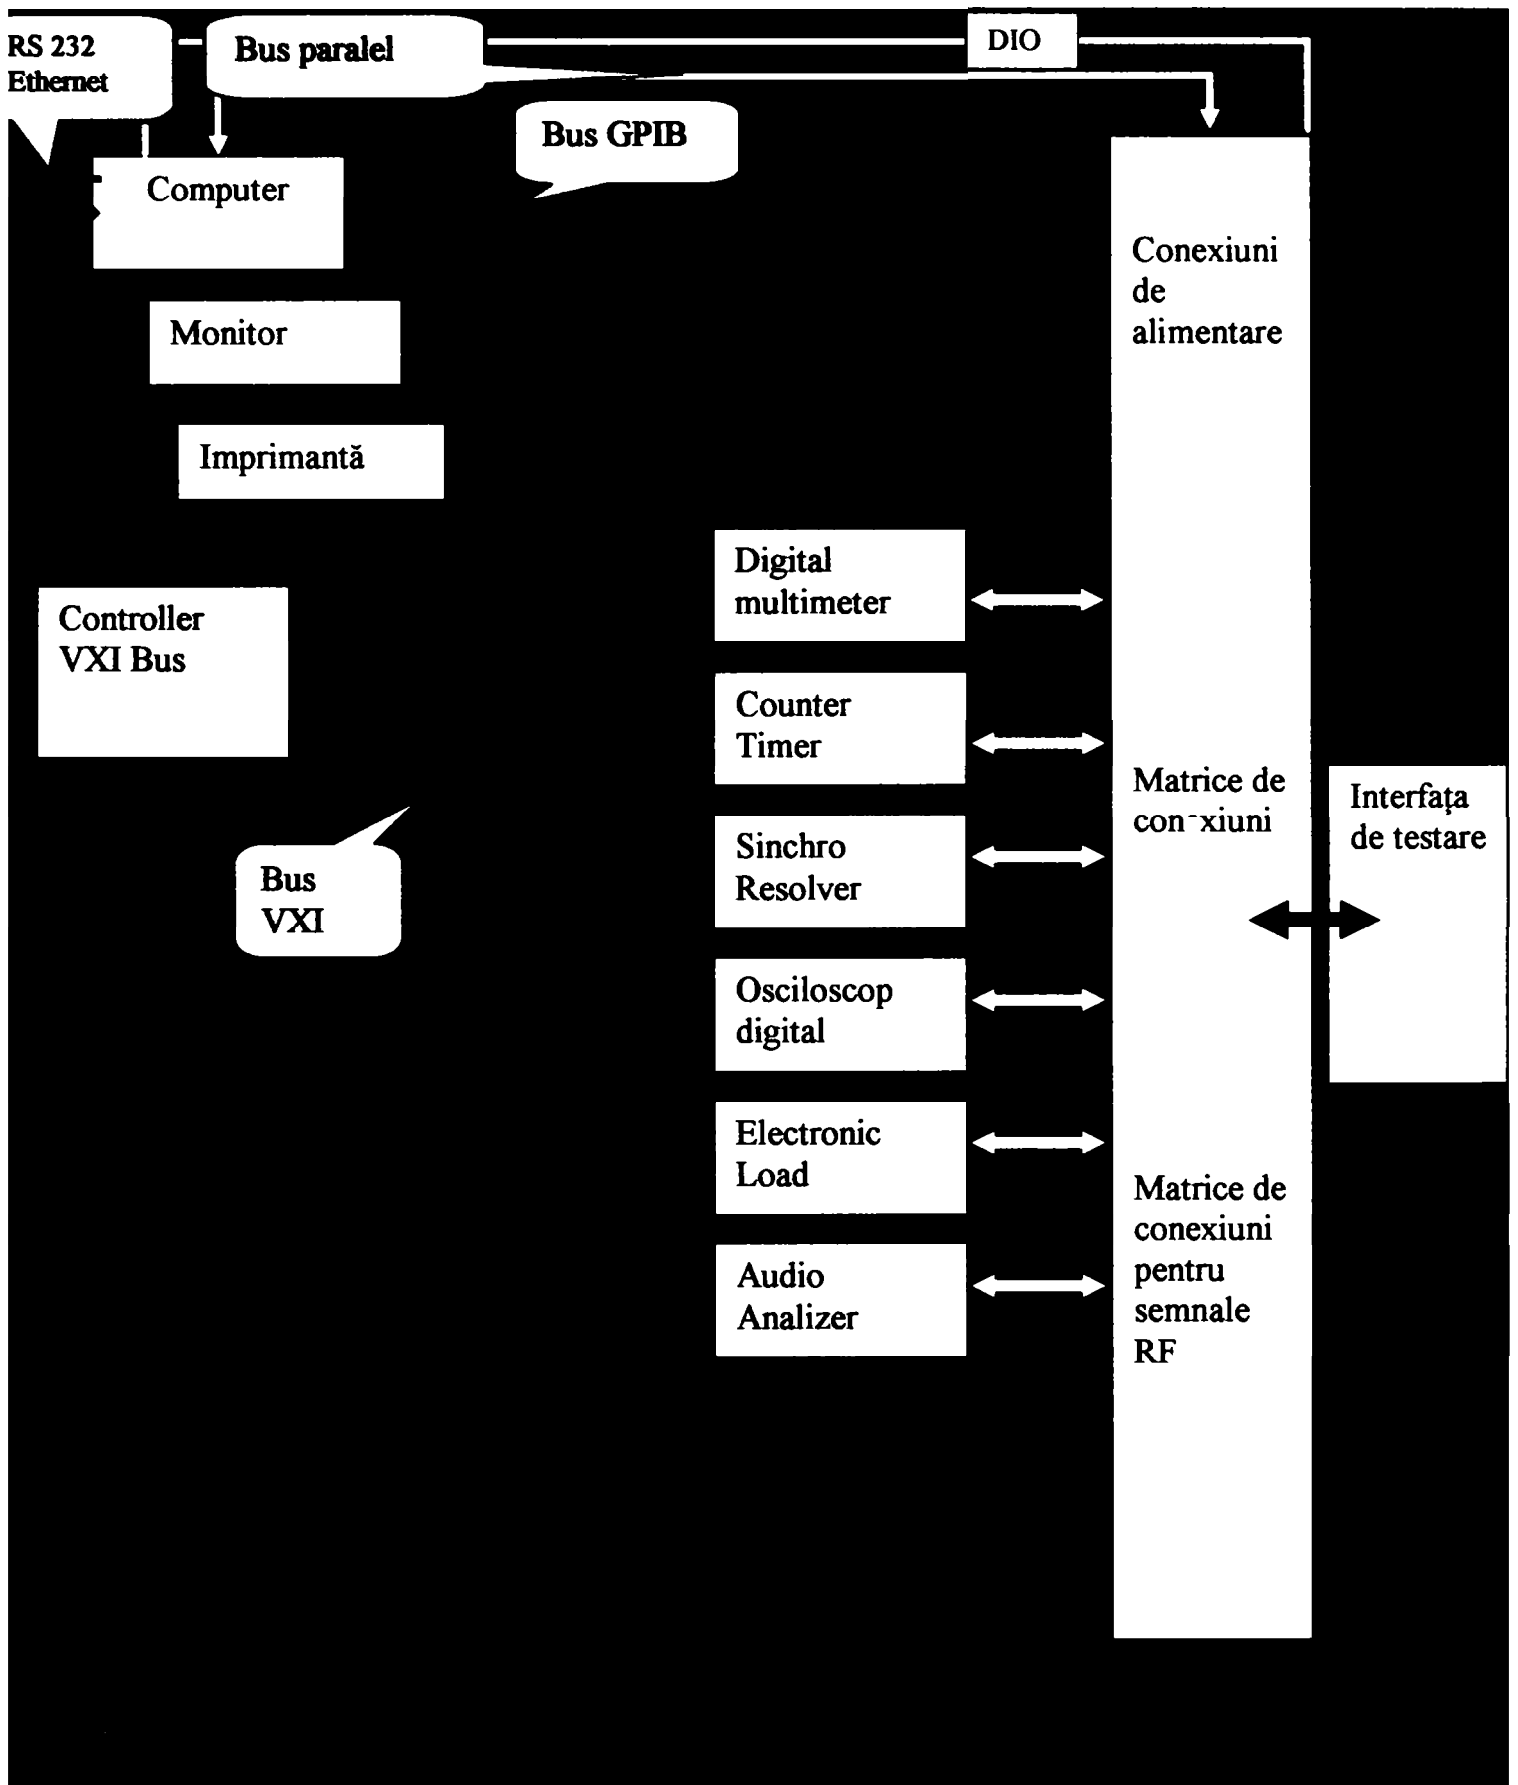 RS 232
Ethernet
Bus paralel
DIO
Bus GPIB
Computer
Conexiuni
de
alimentare
Monitor
Imprimantă
Digital
multimeter
Controller
VXI Bus
Counter
Timer
Matrice de
con-xiuni
Interfața
de testare
Sinchro
Resolver
Bus
VXI
Osciloscop
digital
Electronic
Load
Matrice de
conexiuni
pentru
semnale
RF
Audio
Analizer